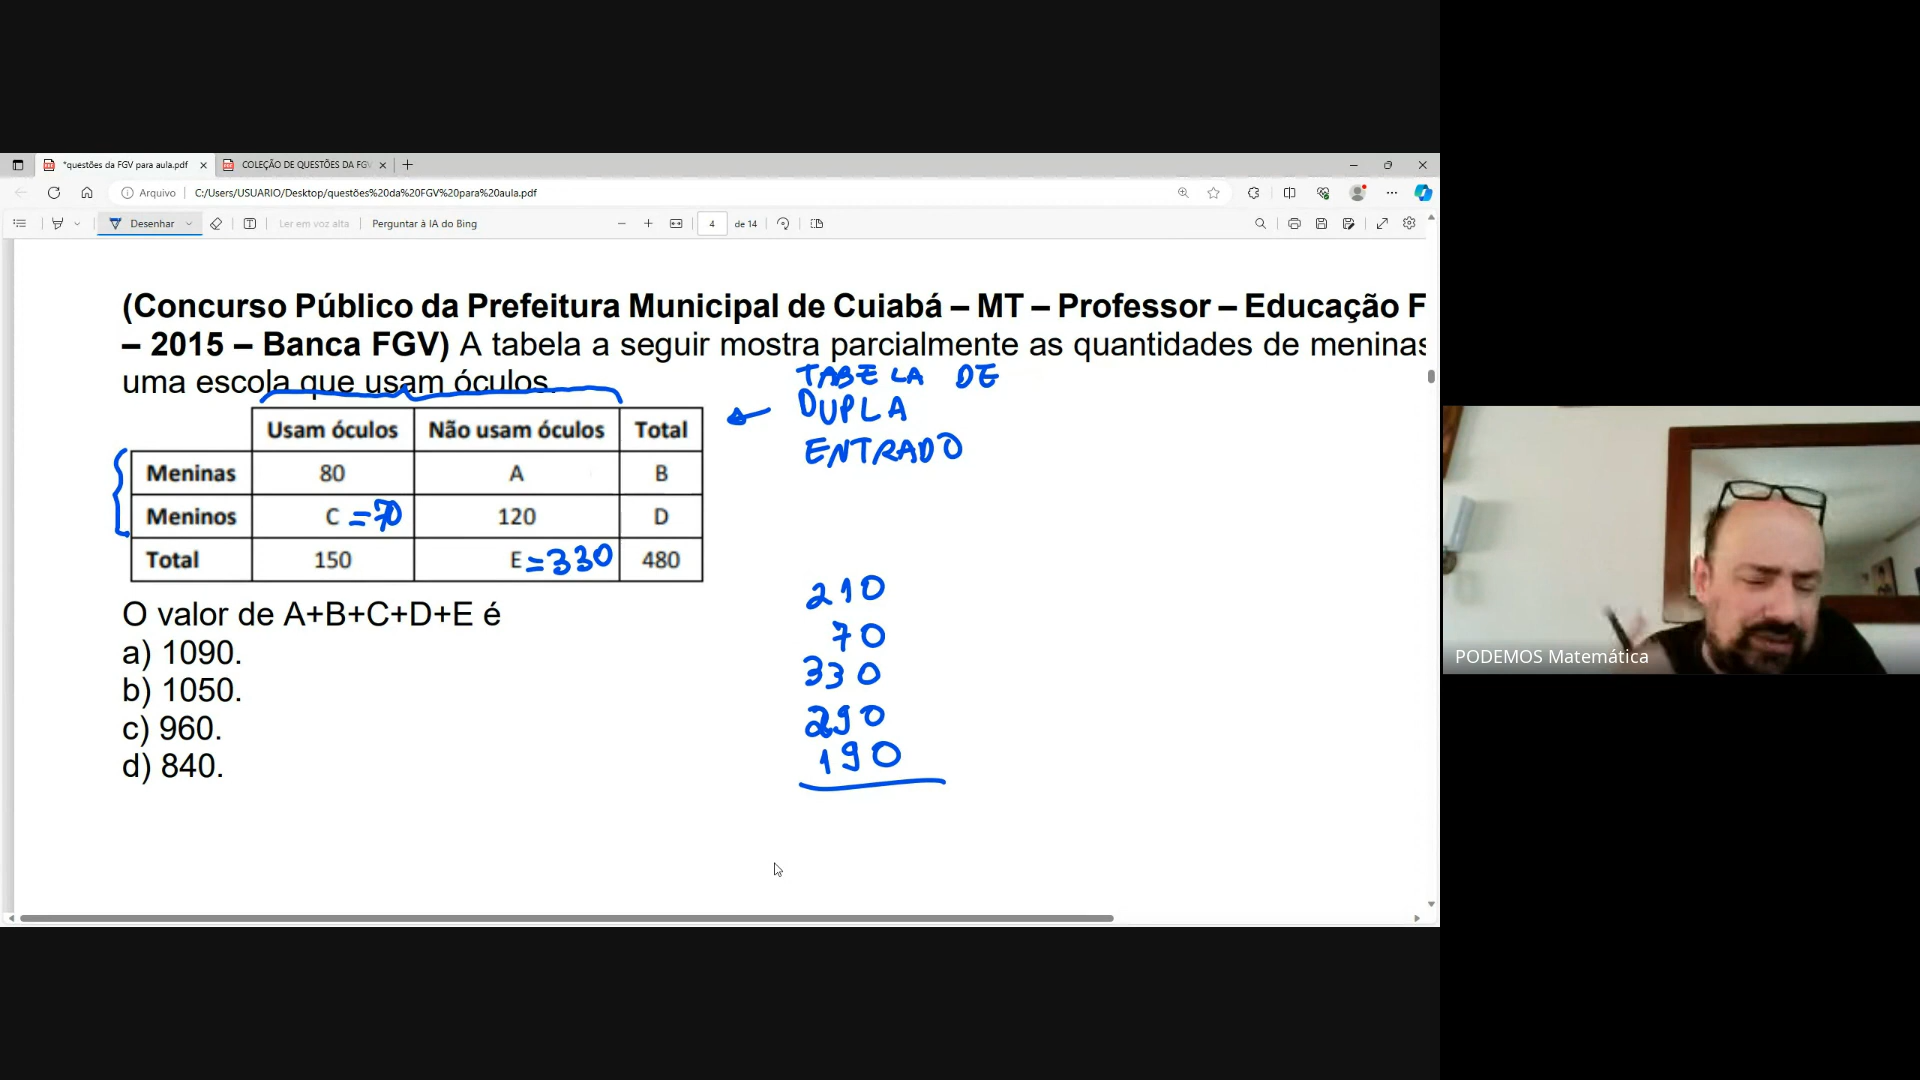 *questões da FGV para aula.pdf
COLEÇÃO DE QUESTÕES DA FGV
Arquivo
C:/Users/USUARIO/Desktop/questões%20da%20FGV%20para%20aula.pdf
Desenhar
Ler em voz alta
Perguntar à IA do Bing
4
de 14
(Concurso Público da Prefeitura Municipal de Cuiabá – MT – Professor – Educação F
– 2015 – Banca FGV) A tabela a seguir mostra parcialmente as quantidades de meninas
uma escola que usam óculos.
TABELA DE
DUPLA
ENTRADO
Usam óculos Não usam óculos Total
Meninas 80 A B
Meninos C =70 120 D
Total 150 E =330 480
O valor de A+B+C+D+E é
a) 1090.
b) 1050.
c) 960.
d) 840.
210
70
330
290
190
PODEMOS Matemática